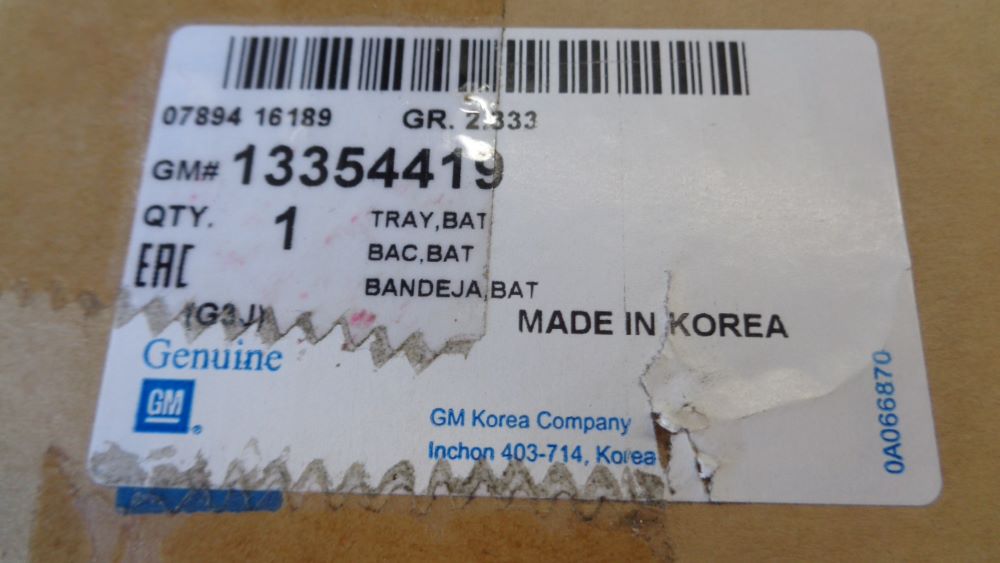 07894 16189 GR. 2.333
GM# 13354419
QTY. 1
TRAY,BAT
BAC,BAT
BANDEJA,BAT
EAC
(G3J)
MADE IN KOREA
Genuine
GM
GM Korea Company
Inchon 403-714, Korea
0A066870